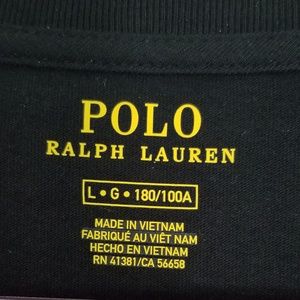 POLO
RALPH LAUREN
L • G • 180/100A
MADE IN VIETNAM
FABRIQUÉ AU VIÊT NAM
HECHO EN VIETNAM
RN 41381/CA 56658